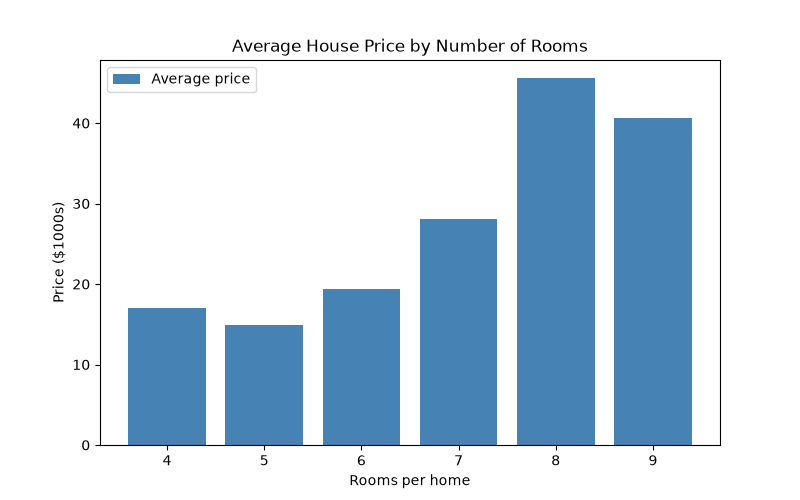 Average House Price by Number of Rooms
Average price
Price ($1000s)
40
30
20
10
0
4 5 6 7 8 9
Rooms per home